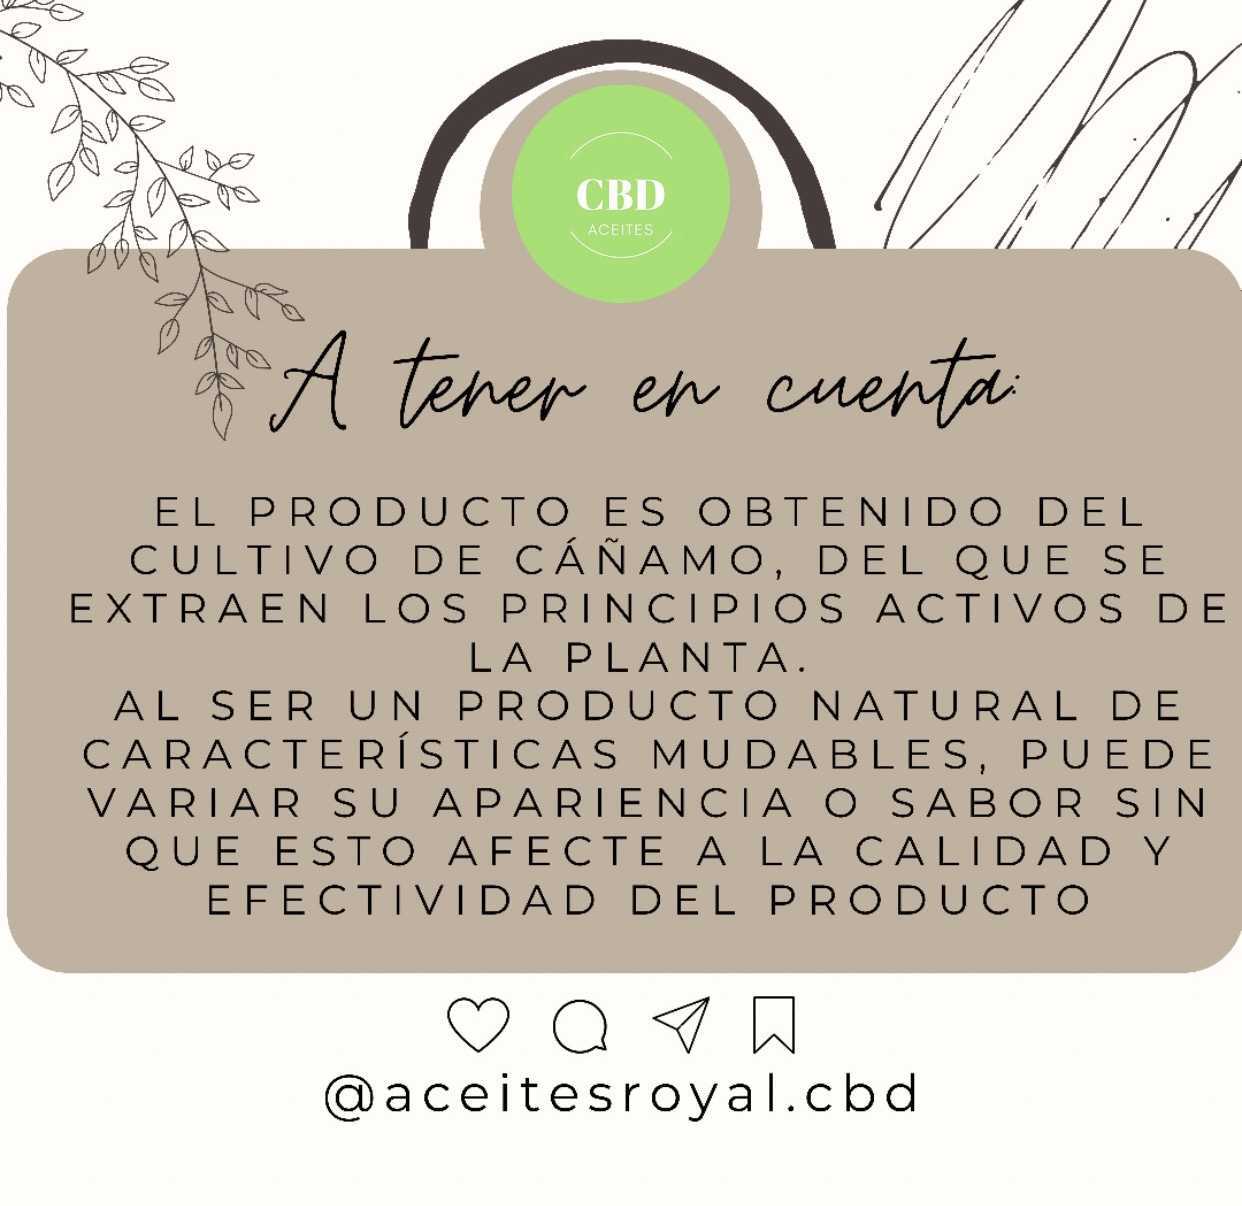 CBD
ACEITES
A tener en cuenta:
EL PRODUCTO ES OBTENIDO DEL
CULTIVO DE CÁÑAMO, DEL QUE SE
EXTRAEN LOS PRINCIPIOS ACTIVOS DE
LA PLANTA.
AL SER UN PRODUCTO NATURAL DE
CARACTERÍSTICAS MUDABLES, PUEDE
VARIAR SU APARIENCIA O SABOR SIN
QUE ESTO AFECTE A LA CALIDAD Y
EFECTIVIDAD DEL PRODUCTO
@aceitesroyal.cbd